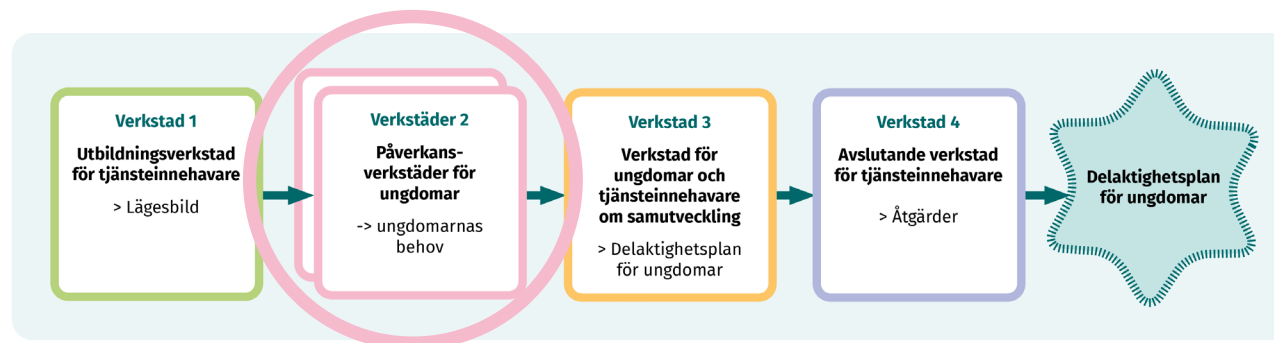 Verkstad 1
Utbildningsverkstad
för tjänsteinnehavare
> Lägesbild
Verkstäder 2
Påverkans-
verkstäder för
ungdomar
-> ungdomarnas
behov
Verkstad 3
Verkstad för
ungdomar och
tjänsteinnehavare
om samutveckling
> Delaktighetsplan
för ungdomar
Verkstad 4
Avslutande verkstad
för tjänsteinnehavare
> Åtgärder
Delaktighetsplan
för ungdomar